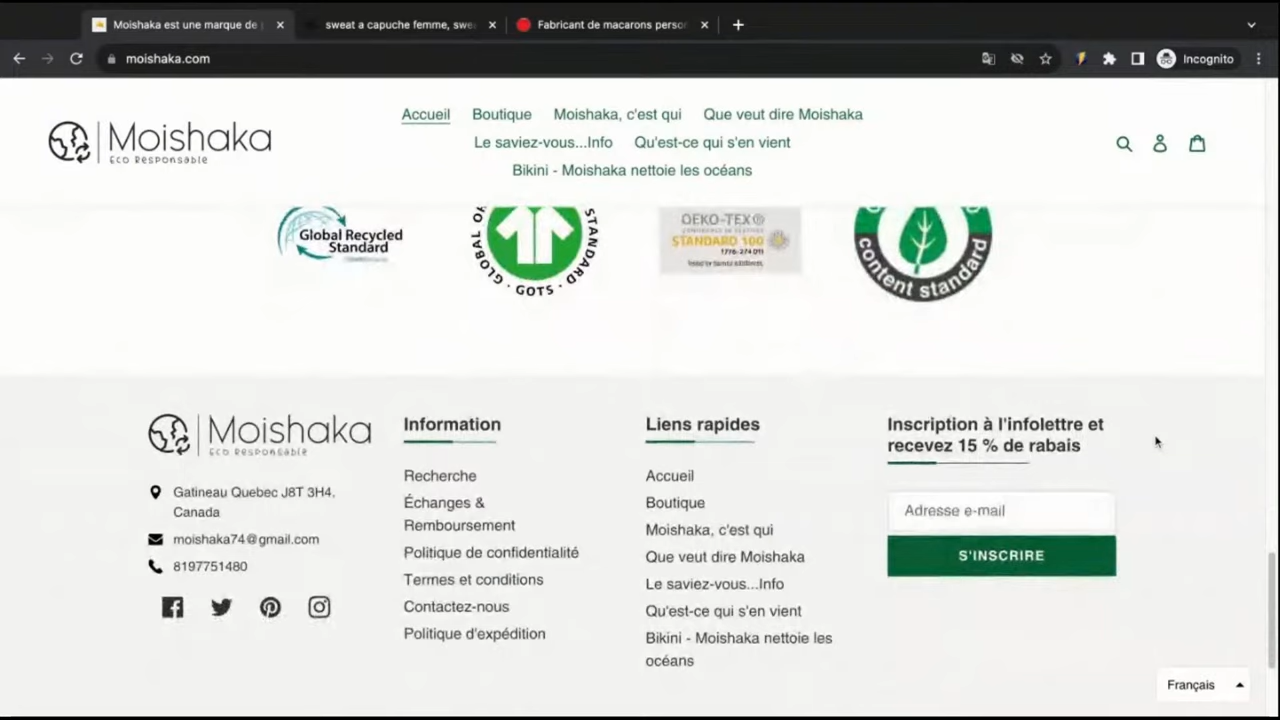 Moishaka est une marque de
sweat a capuche femme, swe
Fabricant de macarons perso
moishaka.com
Incognito
Moishaka
Eco Responsable
Accueil Boutique Moishaka, c'est qui Que veut dire Moishaka
Le saviez-vous...Info Qu'est-ce qui s'en vient
Bikini - Moishaka nettoie les océans
Global Recycled
Standard
GLOBAL OR
STANDARD
· GOTS ·
OEKO-TEX®
STANDARD 100
content standard
Moishaka
Eco Responsable
Gatineau Quebec J8T 3H4,
Canada
moishaka74@gmail.com
8197751480
Information
Recherche
Échanges &
Remboursement
Politique de confidentialité
Termes et conditions
Contactez-nous
Politique d'expédition
Liens rapides
Accueil
Boutique
Moishaka, c'est qui
Que veut dire Moishaka
Le saviez-vous...Info
Qu'est-ce qui s'en vient
Bikini - Moishaka nettoie les
océans
Inscription à l'infolettre et
recevez 15 % de rabais
Adresse e-mail
S'INSCRIRE
Français